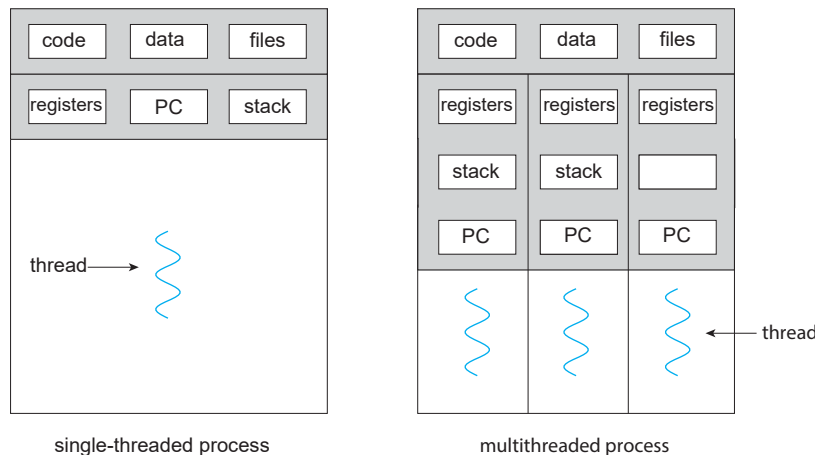 code data files
registers PC stack
thread
single-threaded process
code data files
registers registers registers
stack stack
PC PC PC
thread
multithreaded process